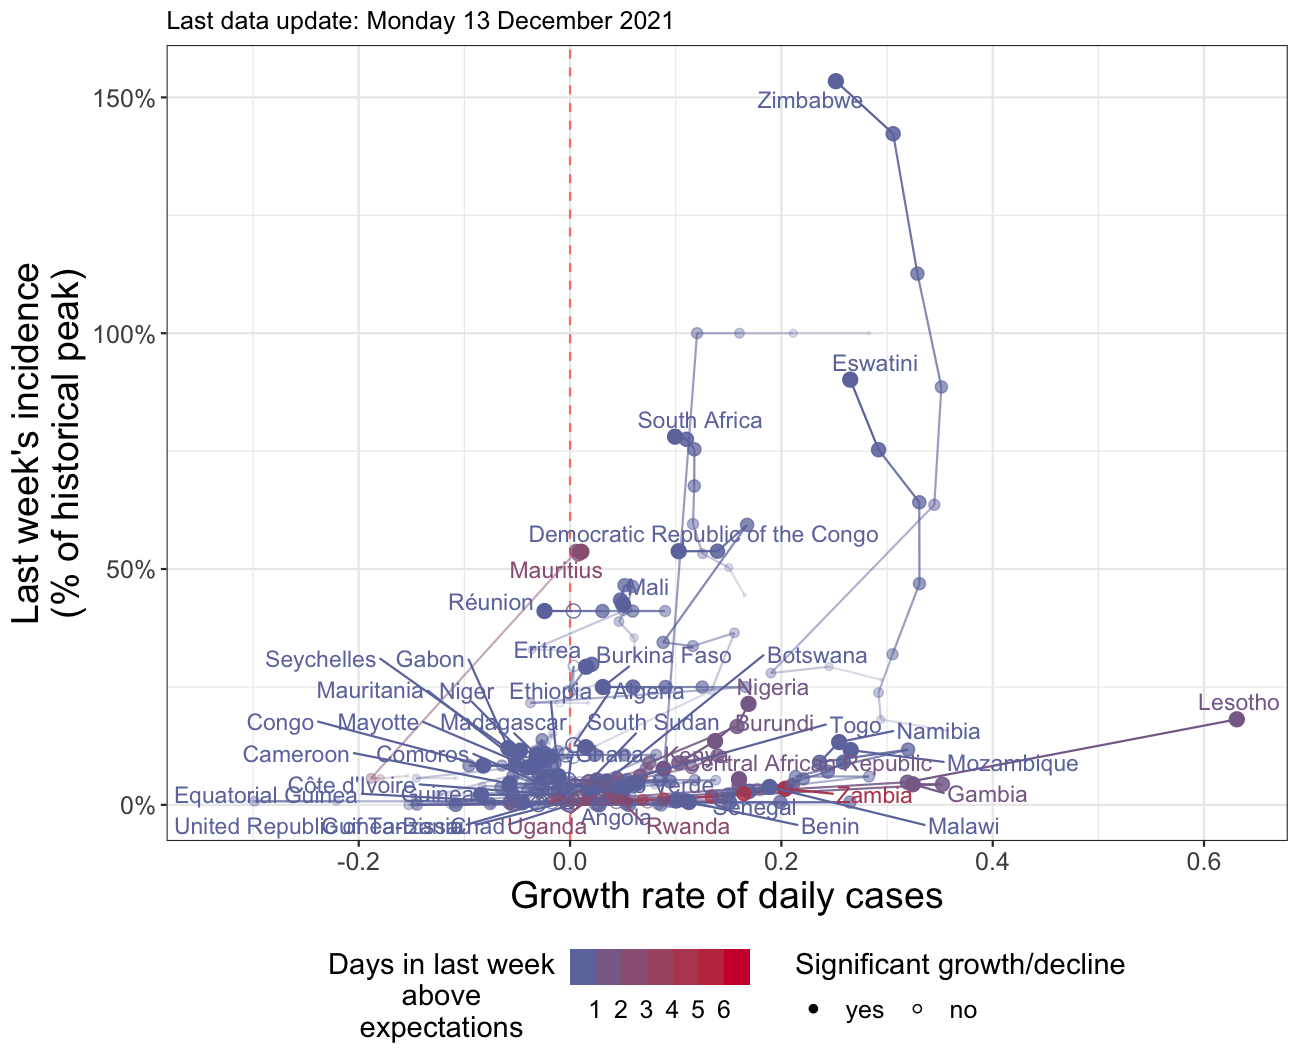 Last data update: Monday 13 December 2021
Last week's incidence
(% of historical peak)
150%
100%
50%
0%
Zimbabwe
Eswatini
South Africa
Democratic Republic of the Congo
Mauritius
Mali
Réunion
Eritrea
Burkina Faso
Botswana
Seychelles
Gabon
Mauritania
Niger
Ethiopia
Algeria
Nigeria
Lesotho
Congo
Mayotte
Madagascar
South Sudan
Burundi
Togo
Namibia
Cameroon
Comoros
Ghana
Kenya
Central African Republic
Mozambique
Côte d'Ivoire
Cabo Verde
Equatorial Guinea
Guinea
Senegal
Zambia
Gambia
United Republic of Tanzania
Guinea-Bissau
Chad
Uganda
Angola
Rwanda
Benin
Malawi
-0.2
0.0
0.2
0.4
0.6
Growth rate of daily cases
Days in last week
above
expectations
1 2 3 4 5 6
Significant growth/decline
yes
no